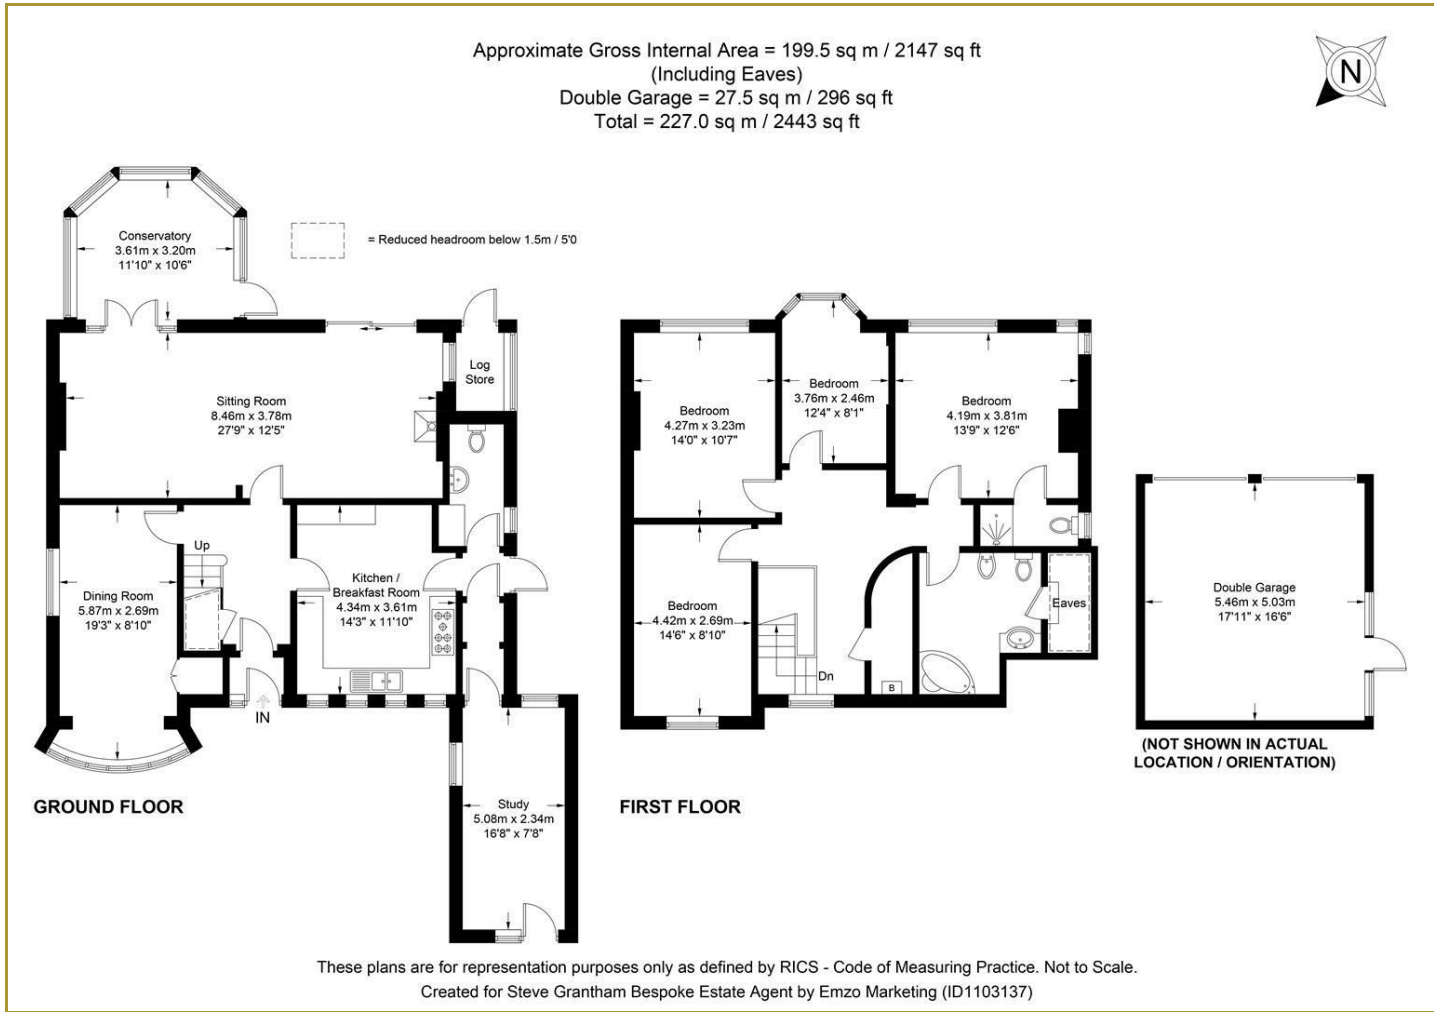 Approximate Gross Internal Area = 199.5 sq m / 2147 sq ft
(Including Eaves)
Double Garage = 27.5 sq m / 296 sq ft
Total = 227.0 sq m / 2443 sq ft
N
= Reduced headroom below 1.5m / 5'0
Conservatory
3.61m x 3.20m
11'10" x 10'6"
Sitting Room
8.46m x 3.78m
27'9" x 12'5"
Log
Store
Up
Dining Room
5.87m x 2.69m
19'3" x 8'10"
Kitchen /
Breakfast Room
4.34m x 3.61m
14'3" x 11'10"
IN
Study
5.08m x 2.34m
16'8" x 7'8"
GROUND FLOOR
Bedroom
4.27m x 3.23m
14'0" x 10'7"
Bedroom
3.76m x 2.46m
12'4" x 8'1"
Bedroom
4.19m x 3.81m
13'9" x 12'6"
Bedroom
4.42m x 2.69m
14'6" x 8'10"
Eaves
Dn
B
FIRST FLOOR
Double Garage
5.46m x 5.03m
17'11" x 16'6"
(NOT SHOWN IN ACTUAL
LOCATION / ORIENTATION)
These plans are for representation purposes only as defined by RICS - Code of Measuring Practice. Not to Scale.
Created for Steve Grantham Bespoke Estate Agent by Emzo Marketing (ID1103137)